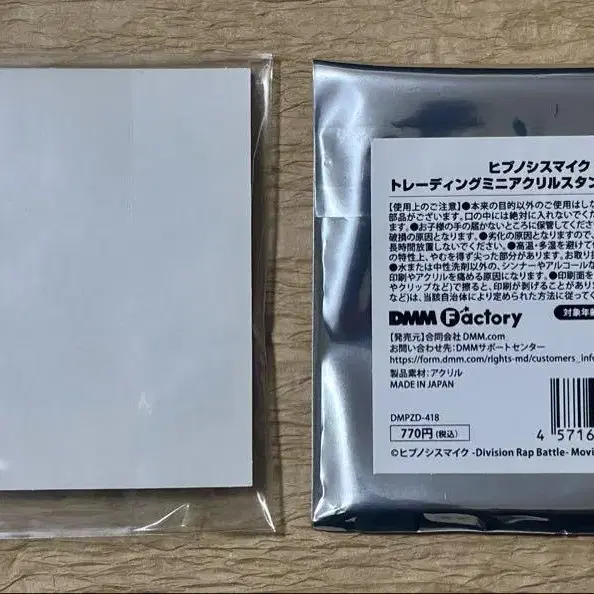 ヒプノシスマイク
トレーディングミニアクリルスタン
【使用上のご注意】●本来の目的以外のご使用はしな
部品がございます。口の中には絶対に入れないでくだ
ます。●お子様の手の届かないところに保管してください
破損の原因となります。●劣化の原因となりますので、
長時間放置しないでください。●高温・多湿を避けて
の特性上、やむを得ず尖った部分があります。お取り扱
●水または中性洗剤以外の、シンナーやアルコールな
印刷やアクリルを痛める原因になります。●印刷面を
やクリップなど)で擦ると、印刷が剥げることがあり
など)は、当該自治体により定められた方法に従って
DMM Factory
対象年齢
【発売元】合同会社DMM.com
お問い合わせ先:DMMサポートセンター
https://form.dmm.com/rights-md/customers_info
製品素材:アクリル
MADE IN JAPAN
DMPZD-418
770円(税込)
4 5716
©ヒプノシスマイク -Division Rap Battle- Movi